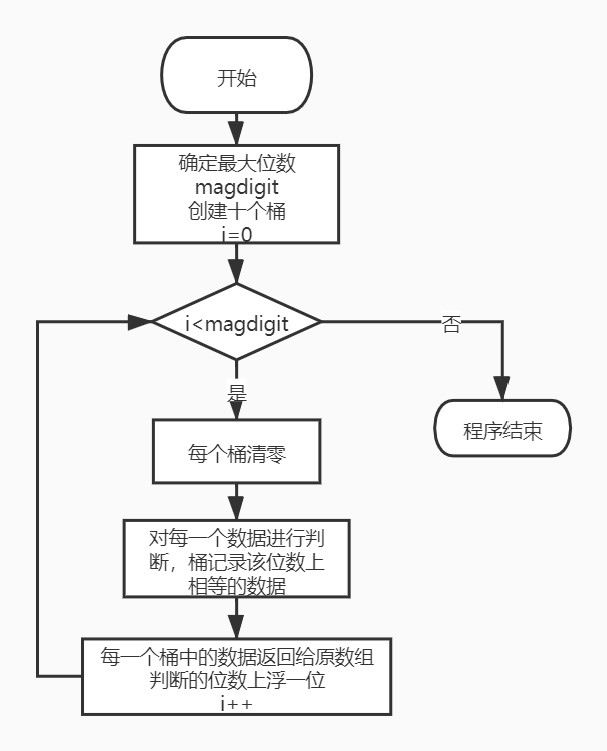 开始
确定最大位数
magdigit
创建十个桶
i=0
i<magdigit
否
是
程序结束
每个桶清零
对每一个数据进行判
断，桶记录该位数上
相等的数据
每一个桶中的数据返回给原数组
判断的位数上浮一位
i++